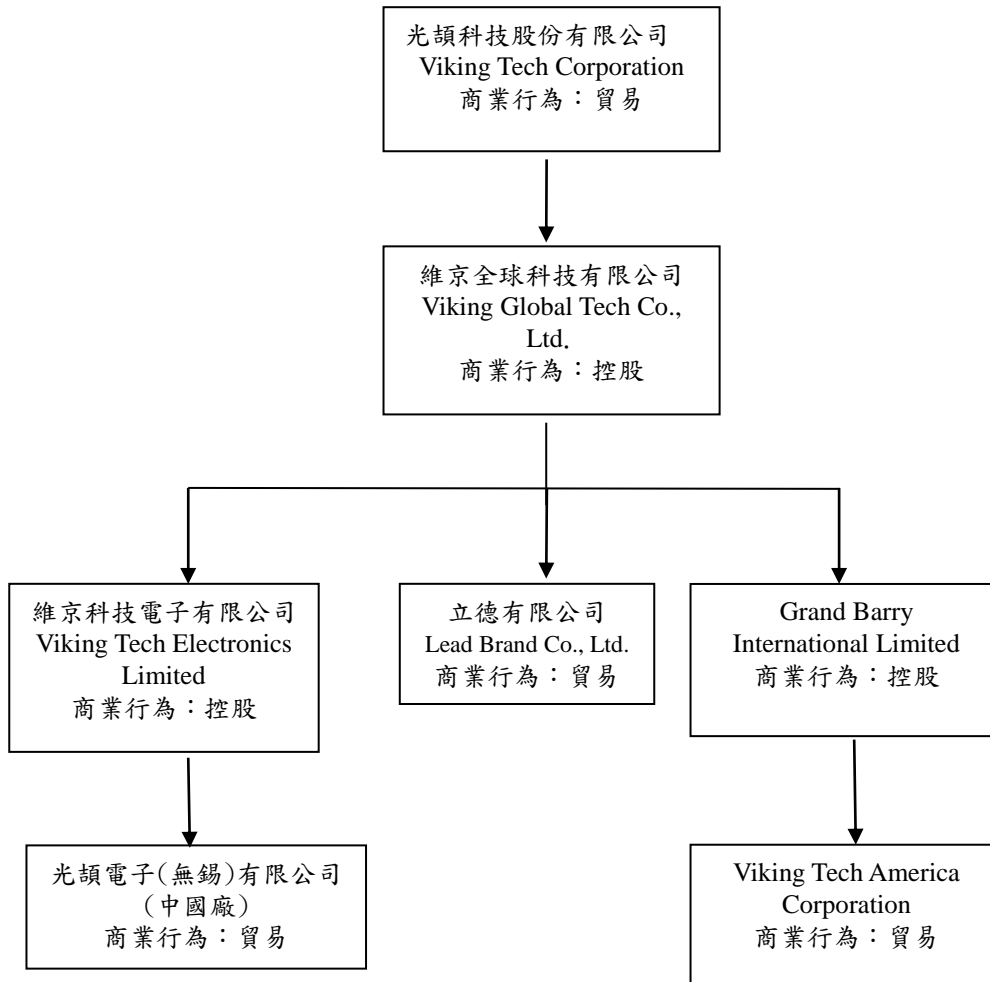 光頡科技股份有限公司
Viking Tech Corporation
商業行為：貿易
維京全球科技有限公司
Viking Global Tech Co.,
Ltd.
商業行為：控股
維京科技電子有限公司
Viking Tech Electronics
Limited
商業行為：控股
立德有限公司
Lead Brand Co., Ltd.
商業行為：貿易
Grand Barry
International Limited
商業行為：控股
光頡電子(無錫)有限公司
(中國廠)
商業行為：貿易
Viking Tech America
Corporation
商業行為：貿易